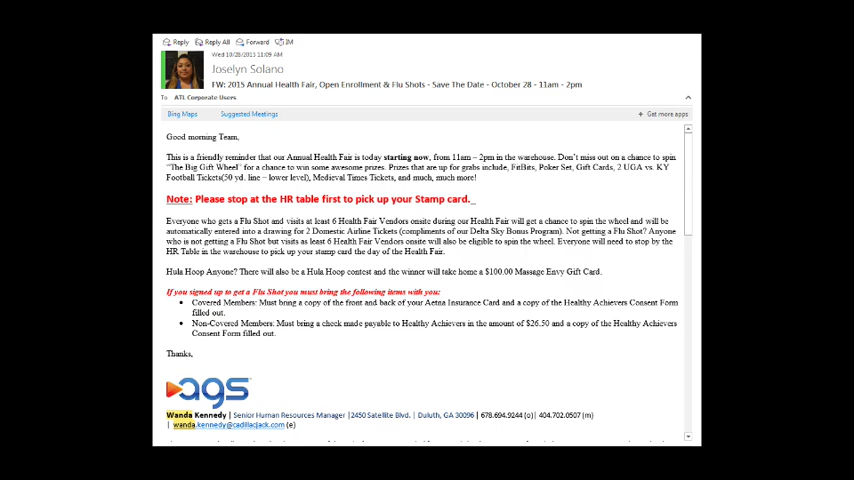 Reply Reply All Forward IM
Wed 10/28/2015 11:09 AM
Joselyn Solano
FW: 2015 Annual Health Fair, Open Enrollment & Flu Shots - Save The Date - October 28 - 11am - 2pm
To ATL Corporate Users
Bing Maps Suggested Meetings + Get more apps
Good morning Team,
This is a friendly reminder that our Annual Health Fair is today starting now, from 11am – 2pm in the warehouse. Don't miss out on a chance to spin
"The Big Gift Wheel" for a chance to win some awesome prizes. Prizes that are up for grabs include, FitBits, Poker Set, Gift Cards, 2 UGA vs. KY
Football Tickets(50 yd. line – lower level), Medieval Times Tickets, and much, much more!
Note: Please stop at the HR table first to pick up your Stamp card._
Everyone who gets a Flu Shot and visits at least 6 Health Fair Vendors onsite during our Health Fair will get a chance to spin the wheel and will be
automatically entered into a drawing for 2 Domestic Airline Tickets (compliments of our Delta Sky Bonus Program). Not getting a Flu Shot? Anyone
who is not getting a Flu Shot but visits as least 6 Health Fair Vendors onsite will also be eligible to spin the wheel. Everyone will need to stop by the
HR Table in the warehouse to pick up your stamp card the day of the Health Fair.
Hula Hoop Anyone? There will also be a Hula Hoop contest and the winner will take home a $100.00 Massage Envy Gift Card.
If you signed up to get a Flu Shot you must bring the following items with you:
• Covered Members: Must bring a copy of the front and back of your Aetna Insurance Card and a copy of the Healthy Achievers Consent Form
filled out.
• Non-Covered Members: Must bring a check made payable to Healthy Achievers in the amount of $26.50 and a copy of the Healthy Achievers
Consent Form filled out.
Thanks,
ags
Wanda Kennedy | Senior Human Resources Manager |2450 Satellite Blvd. | Duluth, GA 30096 | 678.694.9244 (o)| 404.702.0507 (m)
| wanda.kennedy@cadillacjack.com (e)